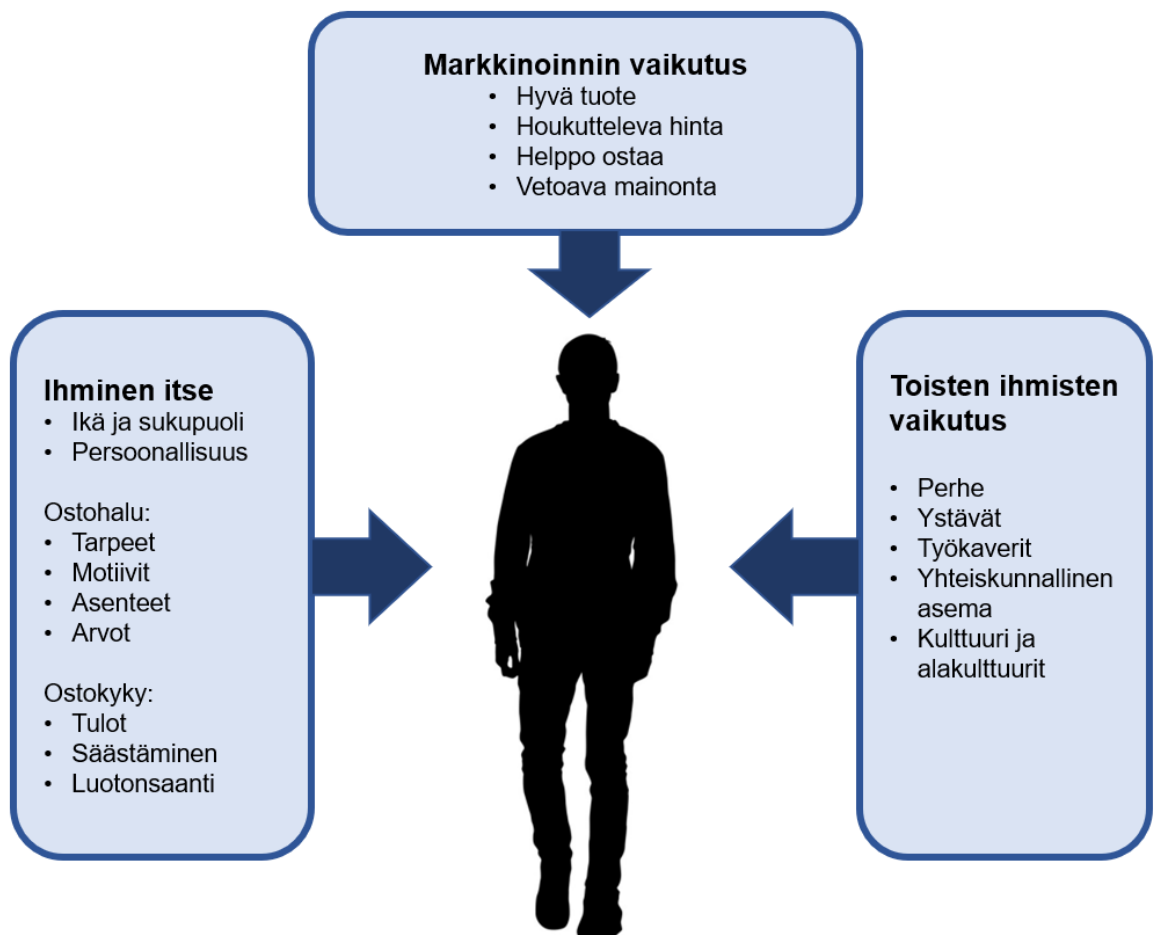 Markkinoinnin vaikutus
• Hyvä tuote
• Houkutteleva hinta
• Helppo ostaa
• Vetoava mainonta
Ihminen itse
• Ikä ja sukupuoli
• Persoonallisuus
Ostohalu:
• Tarpeet
• Motiivit
• Asenteet
• Arvot
Ostokyky:
• Tulot
• Säästäminen
• Luotonsaanti
Toisten ihmisten
vaikutus
• Perhe
• Ystävät
• Työkaverit
• Yhteiskunnallinen
asema
• Kulttuuri ja
alakulttuurit